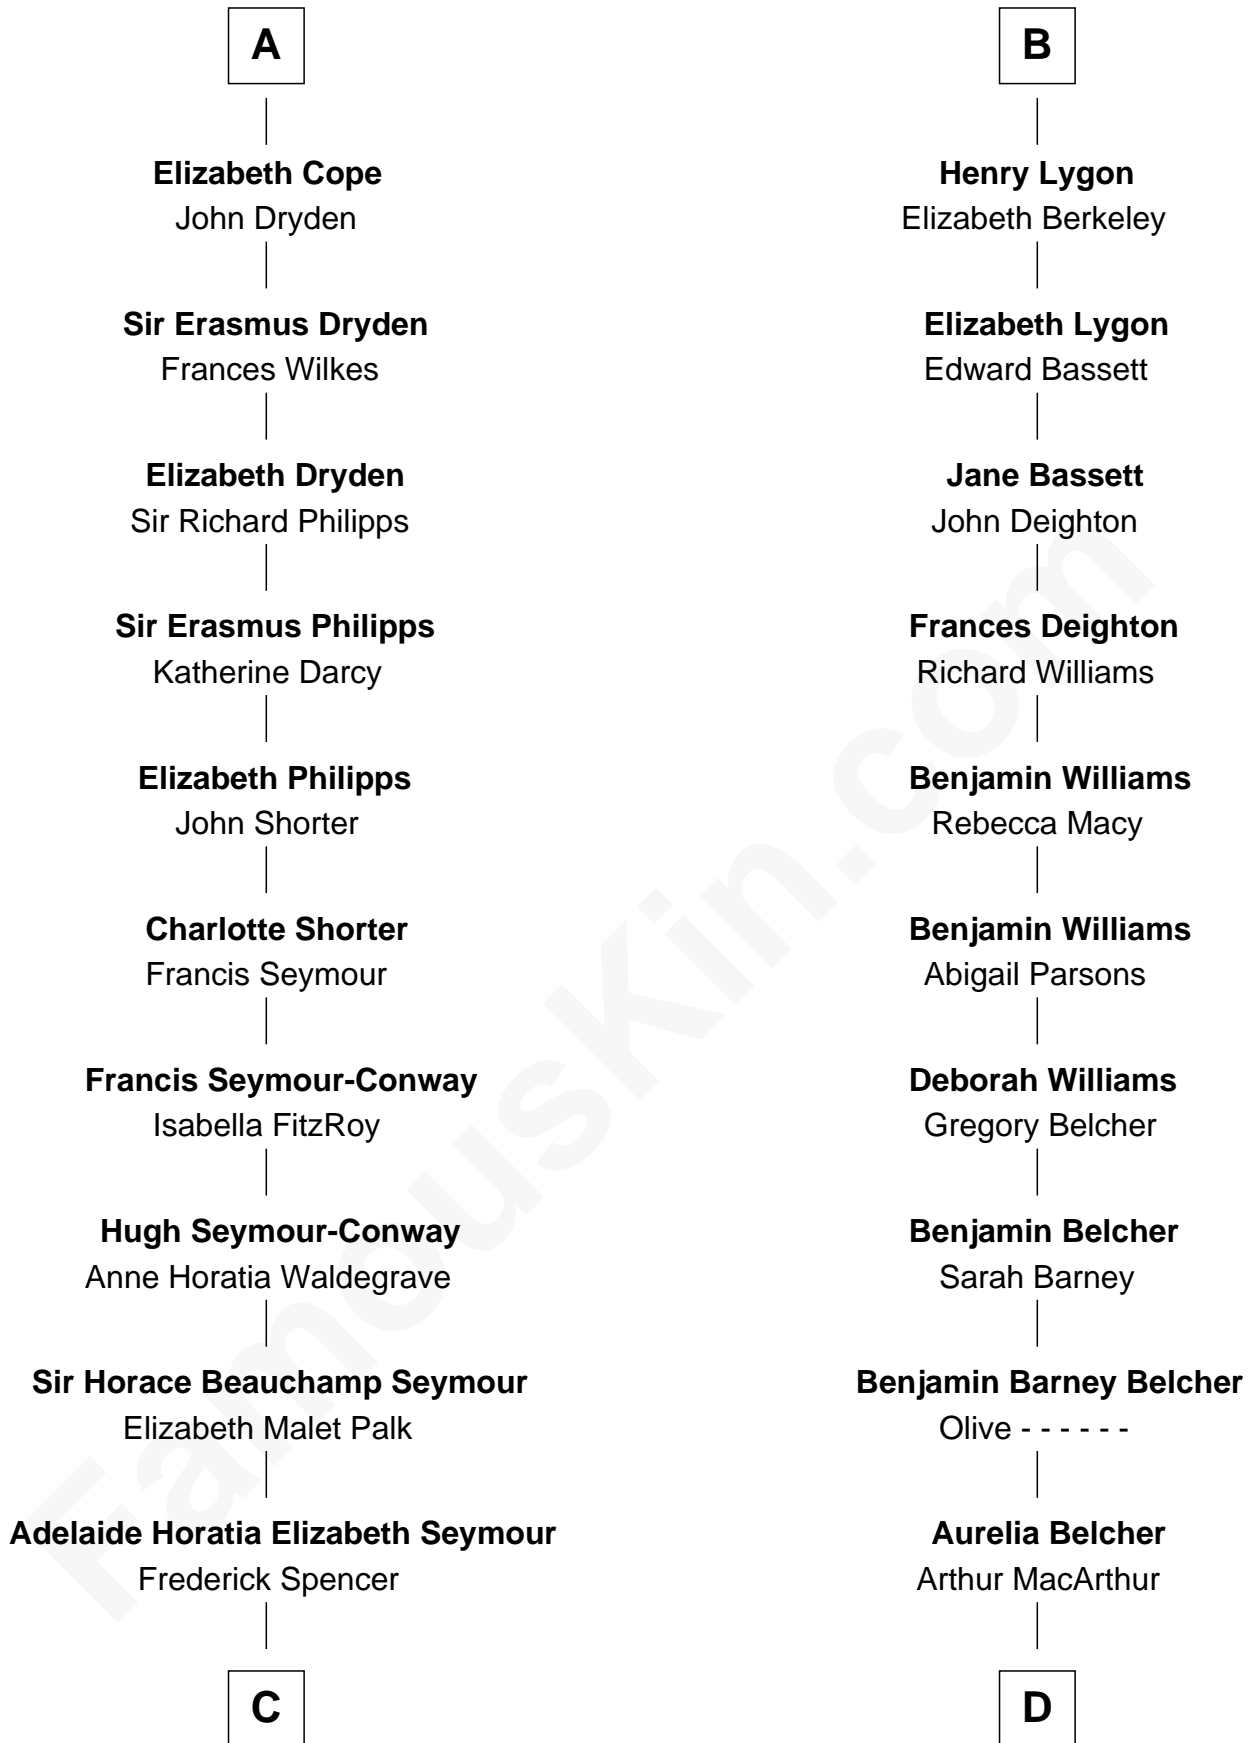 A
Elizabeth Cope
John Dryden
Sir Erasmus Dryden
Frances Wilkes
Elizabeth Dryden
Sir Richard Philipps
Sir Erasmus Philipps
Katherine Darcy
Elizabeth Philipps
John Shorter
Charlotte Shorter
Francis Seymour
Francis Seymour-Conway
Isabella FitzRoy
Hugh Seymour-Conway
Anne Horatia Waldegrave
Sir Horace Beauchamp Seymour
Elizabeth Malet Palk
Adelaide Horatia Elizabeth Seymour
Frederick Spencer
C
B
Henry Lygon
Elizabeth Berkeley
Elizabeth Lygon
Edward Bassett
Jane Bassett
John Deighton
Frances Deighton
Richard Williams
Benjamin Williams
Rebecca Macy
Benjamin Williams
Abigail Parsons
Deborah Williams
Gregory Belcher
Benjamin Belcher
Sarah Barney
Benjamin Barney Belcher
Olive - - - - - -
Aurelia Belcher
Arthur MacArthur
D
FamousKin.com